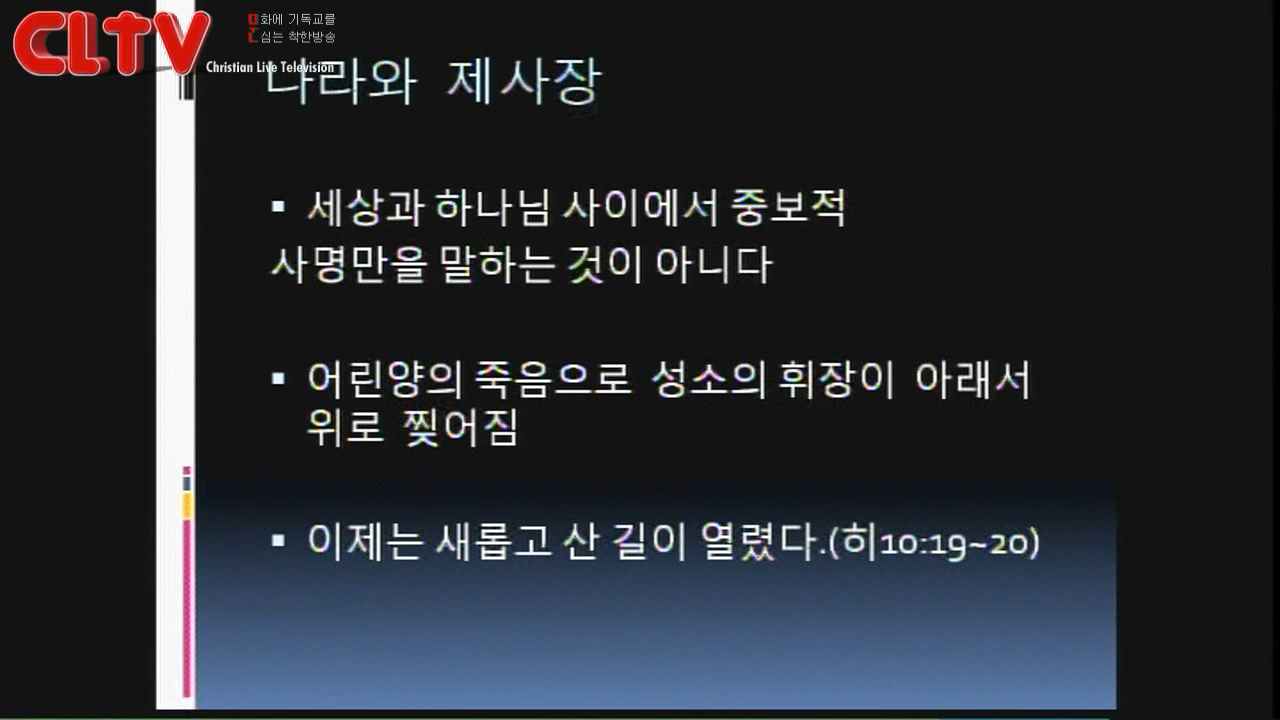 CLTV
문화에 기독교를
심는 착한방송
Christian Live Television
나라와 제사장
▪ 세상과 하나님 사이에서 중보적
사명만을 말하는 것이 아니다
▪ 어린양의 죽음으로 성소의 휘장이 아래서
위로 찢어짐
▪ 이제는 새롭고 산 길이 열렸다.(히10:19~20)